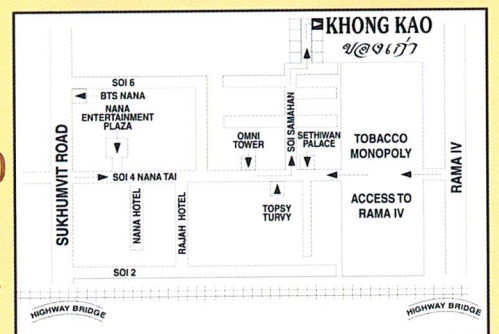 KHONG KAO
ของเก่า
SOI 6
BTS NANA
NANA
ENTERTAINMENT
PLAZA
SUKHUMVIT ROAD
SOI 4 NANA TAI
NANA HOTEL
RAJAH HOTEL
OMNI
TOWER
SOI SAMAHAN
SETHIWAN
PALACE
TOPSY
TURVY
TOBACCO
MONOPOLY
ACCESS TO
RAMA IV
RAMA IV
SOI 2
HIGHWAY BRIDGE
HIGHWAY BRIDGE